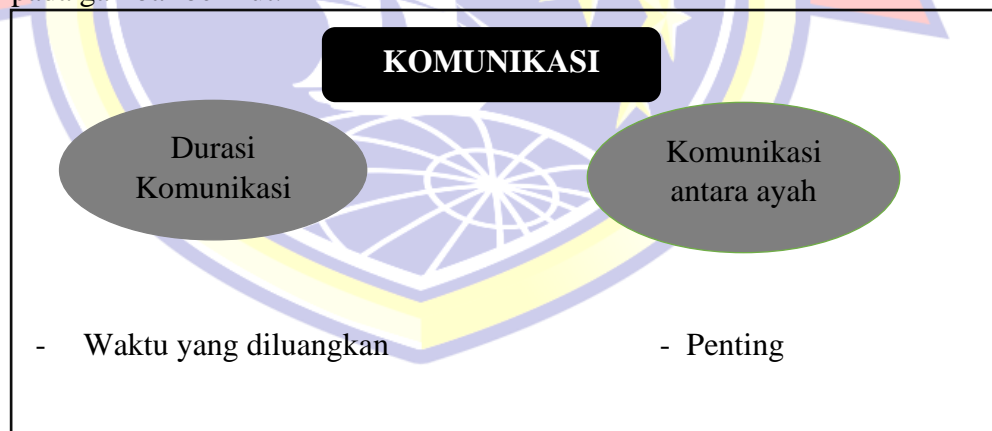 KOMUNIKASI
Durasi
Komunikasi
Komunikasi
antara ayah
- Waktu yang diluangkan
- Penting